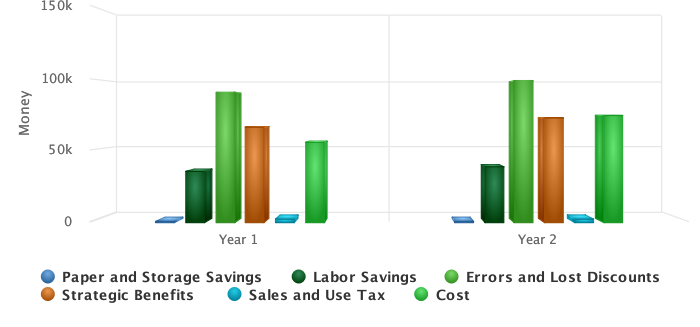 150k
100k
50k
0
Money
Year 1 Year 2
Paper and Storage Savings Labor Savings Errors and Lost Discounts
Strategic Benefits Sales and Use Tax Cost